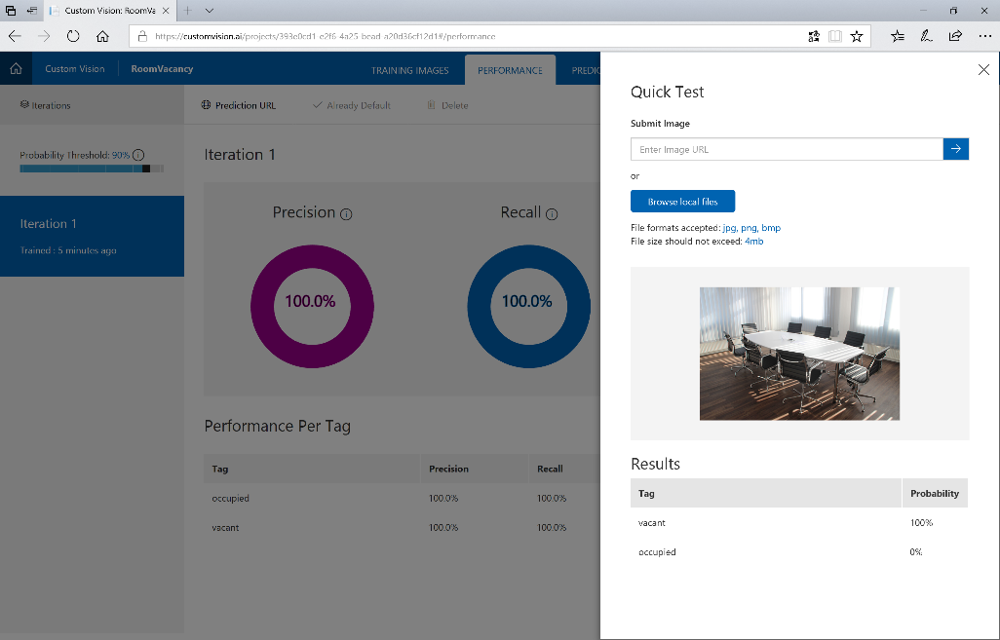 Custom Vision: RoomVa
https://customvision.ai/projects/393e0cd1-e2f6-4a25-bead-a20d36cf12d1#/performance
Custom Vision
RoomVacancy
TRAINING IMAGES
PERFORMANCE
PREDIC
Iterations
Prediction URL
Already Default
Delete
Probability Threshold: 90%
Iteration 1
Trained : 5 minutes ago
Iteration 1
Precision
Recall
100.0%
100.0%
Performance Per Tag
Tag Precision Recall
occupied 100.0% 100.0%
vacant 100.0% 100.0%
Quick Test
Submit Image
Enter Image URL
or
Browse local files
File formats accepted: jpg, png, bmp
File size should not exceed: 4mb
Results
Tag Probability
vacant 100%
occupied 0%